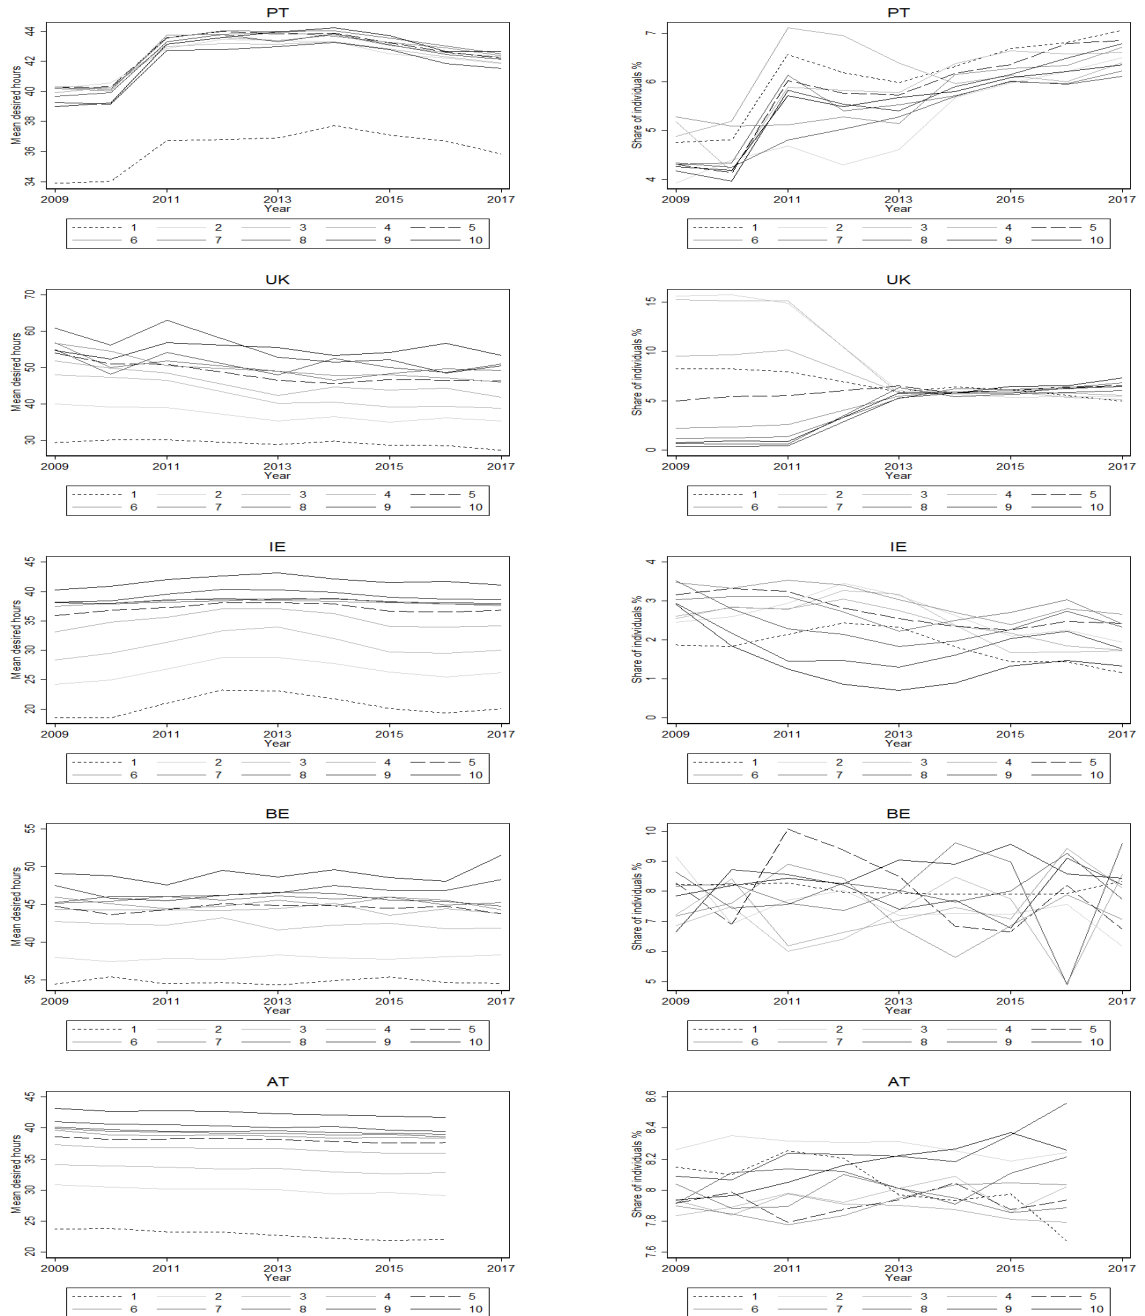 PT
Mean desired hours
44
42
40
38
36
34
2009 2011 2013 2015 2017
Year
1 2 3 4 5
6 7 8 9 10
PT
Share of individuals %
7
6
5
4
2009 2011 2013 2015 2017
Year
1 2 3 4 5
6 7 8 9 10
UK
Mean desired hours
70
60
50
40
30
2009 2011 2013 2015 2017
Year
1 2 3 4 5
6 7 8 9 10
UK
Share of individuals %
15
10
5
0
2009 2011 2013 2015 2017
Year
1 2 3 4 5
6 7 8 9 10
IE
Mean desired hours
45
40
35
30
25
20
2009 2011 2013 2015 2017
Year
1 2 3 4 5
6 7 8 9 10
IE
Share of individuals %
4
3
2
1
0
2009 2011 2013 2015 2017
Year
1 2 3 4 5
6 7 8 9 10
BE
Mean desired hours
55
50
45
40
35
2009 2011 2013 2015 2017
Year
1 2 3 4 5
6 7 8 9 10
BE
Share of individuals %
10
9
8
7
6
5
2009 2011 2013 2015 2017
Year
1 2 3 4 5
6 7 8 9 10
AT
Mean desired hours
45
40
35
30
25
20
2009 2011 2013 2015 2017
Year
1 2 3 4 5
6 7 8 9 10
AT
Share of individuals %
8.6
8.4
8.2
8
7.8
7.6
2009 2011 2013 2015 2017
Year
1 2 3 4 5
6 7 8 9 10